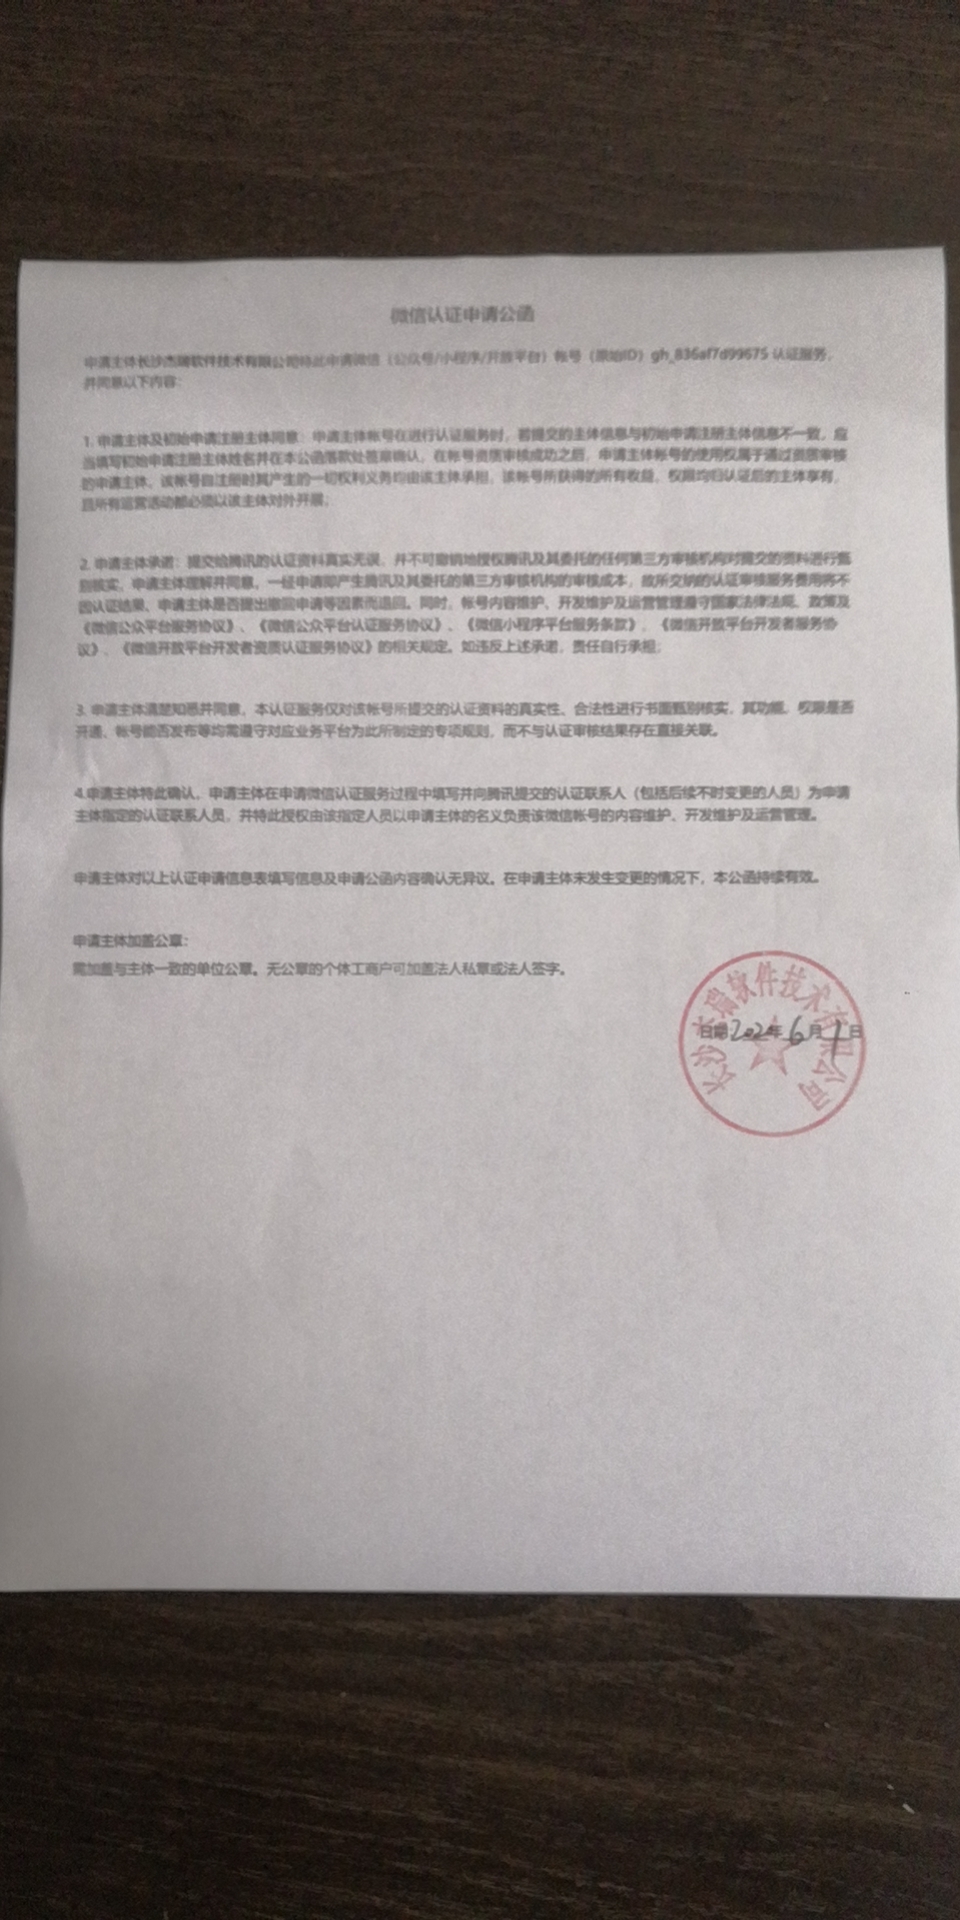 微信认证申请公函
申请主体长沙杰瑞软件技术有限公司特此申请微信（公众号/小程序/开放平台）帐号（原始ID）gh_836af7d99675 认证服务，
并同意以下内容：
1. 申请主体及初始申请注册主体同意：申请主体帐号在进行认证服务时，若提交的主体信息与初始申请注册主体信息不一致，应
当填写初始申请注册主体姓名并在本公函落款处签章确认，在帐号资质审核成功之后，申请主体帐号的使用权属于通过资质审核
的申请主体，该帐号自注册时其产生的一切权利义务均由该主体承担，该帐号所获得的所有收益、权限均归认证后的主体享有，
且所有运营活动都必须以该主体对外开展；
2. 申请主体承诺：提交给腾讯的认证资料真实无误，并不可撤销地授权腾讯及其委托的任何第三方审核机构对提交的资料进行甄
别核实，申请主体理解并同意，一经申请即产生腾讯及其委托的第三方审核机构的审核成本，故所交纳的认证审核服务费用将不
因认证结果、申请主体是否提出撤回申请等因素而退回。同时，帐号内容维护、开发维护及运营管理遵守国家法律法规、政策及
《微信公众平台服务协议》、《微信公众平台认证服务协议》、《微信小程序平台服务条款》、《微信开放平台开发者服务协
议》、《微信开放平台开发者资质认证服务协议》的相关规定。如违反上述承诺，责任自行承担；
3. 申请主体清楚知悉并同意，本认证服务仅对该帐号所提交的认证资料的真实性、合法性进行书面甄别核实，其功能、权限是否
开通、帐号能否发布等均需遵守对应业务平台为此所制定的专项规则，而不与认证审核结果存在直接关联。
4.申请主体特此确认，申请主体在申请微信认证服务过程中填写并向腾讯提交的认证联系人（包括后续不时变更的人员）为申请
主体指定的认证联系人员，并特此授权由该指定人员以申请主体的名义负责该微信帐号的内容维护、开发维护及运营管理。
申请主体对以上认证申请信息表填写信息及申请公函内容确认无异议。在申请主体未发生变更的情况下，本公函持续有效。
申请主体加盖公章：
需加盖与主体一致的单位公章。无公章的个体工商户可加盖法人私章或法人签字。
长沙杰瑞软件技术有限公司
日期2020年6月1日